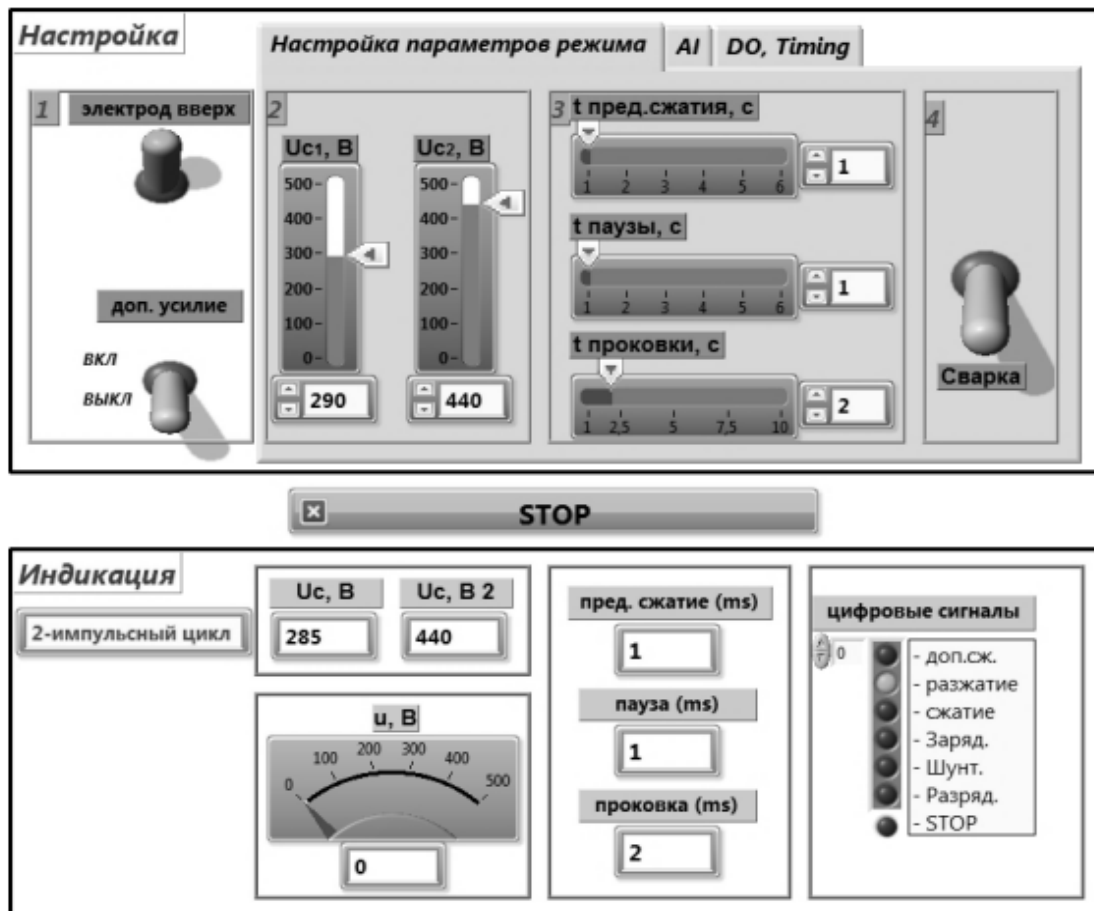 Настройка
Настройка параметров режима
AI
DO, Timing
1
электрод вверх
доп. усилие
ВКЛ
ВЫКЛ
2
Uc1, В
Uc2, В
500
400
300
200
100
0
500
400
300
200
100
0
290
440
3
t пред.сжатия, с
1 2 3 4 5 6
1
t паузы, с
1 2 3 4 5 6
1
t проковки, с
1 2,5 5 7,5 10
2
4
Сварка
STOP
Индикация
2-импульсный цикл
Uc, В
Uc, В 2
285
440
u, В
0 100 200 300 400 500
0
пред. сжатие (ms)
1
пауза (ms)
1
проковка (ms)
2
цифровые сигналы
0
- доп.сж.
- разжатие
- сжатие
- Заряд.
- Шунт.
- Разряд.
- STOP